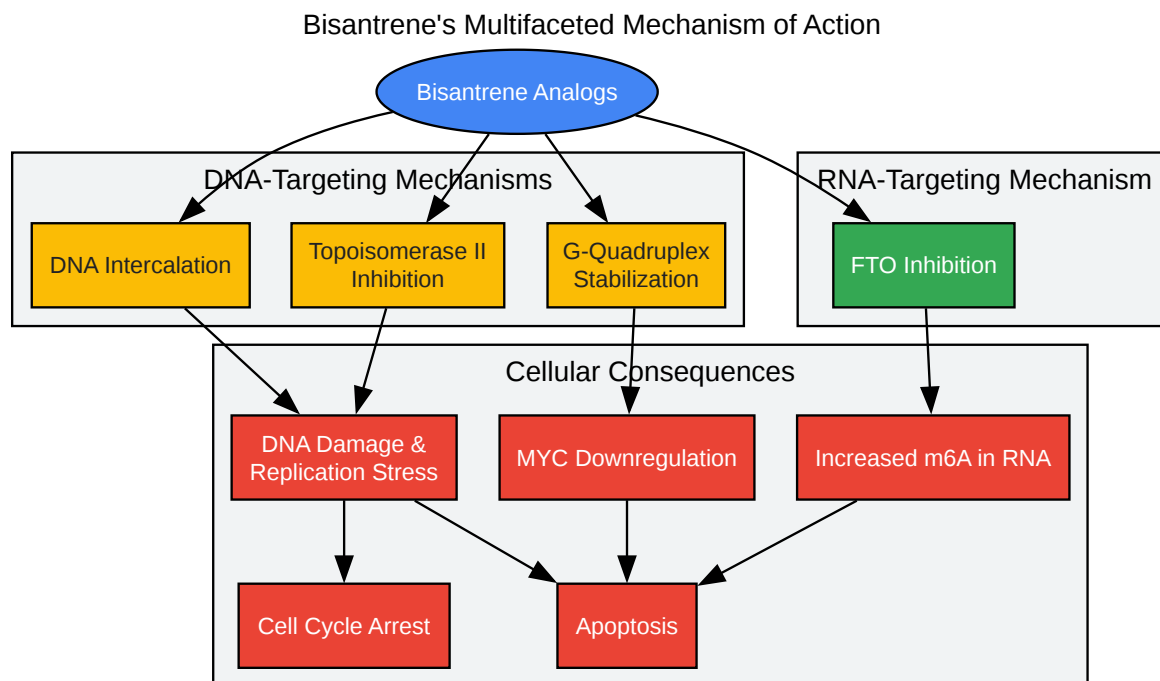 Bisantrene's Multifaceted Mechanism of Action
Bisantrene Analogs
DNA-Targeting Mechanisms
RNA-Targeting Mechanism
DNA Intercalation
Topoisomerase II
Inhibition
G-Quadruplex
Stabilization
FTO Inhibition
Cellular Consequences
DNA Damage &
Replication Stress
MYC Downregulation
Increased m6A in RNA
Cell Cycle Arrest
Apoptosis